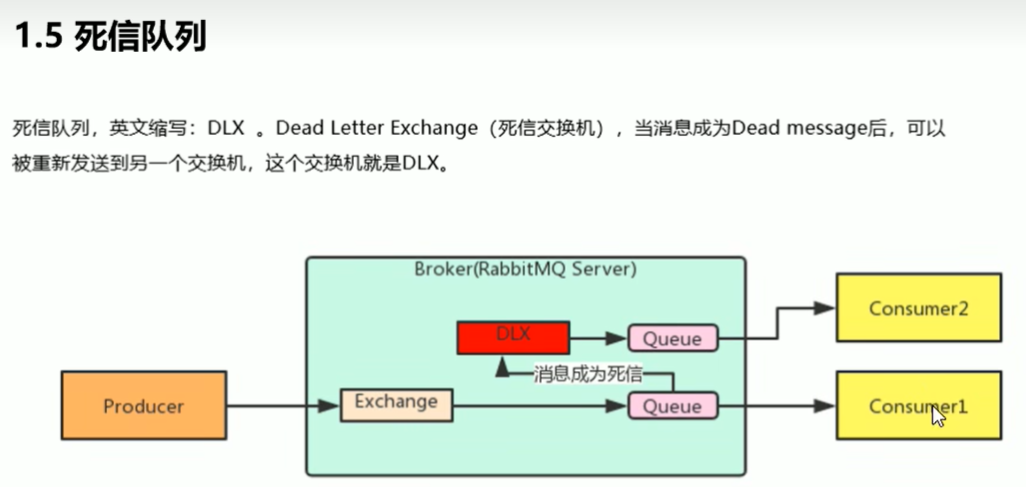 1.5 死信队列
死信队列，英文缩写：DLX 。Dead Letter Exchange（死信交换机），当消息成为Dead message后，可以
被重新发送到另一个交换机，这个交换机就是DLX。
Broker(RabbitMQ Server)
DLX
Queue
Consumer2
消息成为死信
Producer
Exchange
Queue
Consumer1